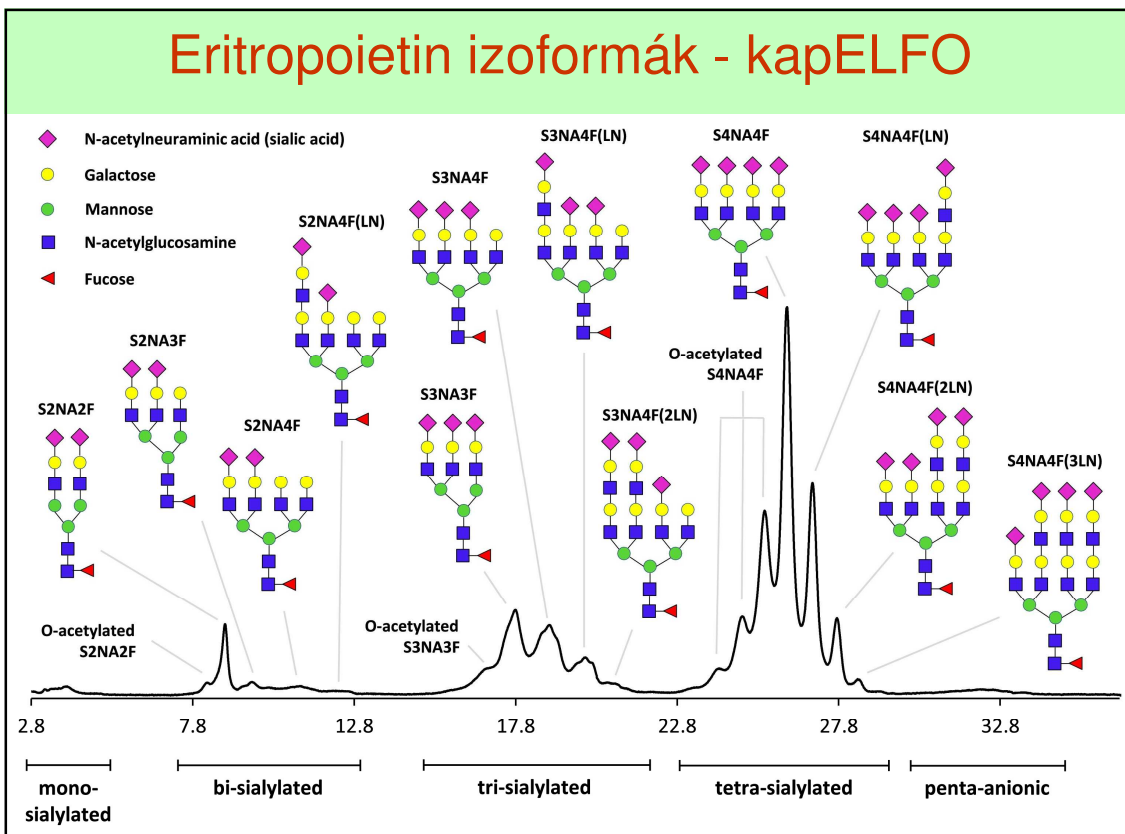 Eritropoietin izoformák - kapELFO
N-acetylneuraminic acid (sialic acid)
Galactose
Mannose
N-acetylglucosamine
Fucose
S2NA2F
S2NA3F
S2NA4F
S2NA4F(LN)
S3NA4F
S3NA3F
S3NA4F(LN)
S3NA4F(2LN)
S4NA4F
O-acetylated
S4NA4F
S4NA4F(LN)
S4NA4F(2LN)
S4NA4F(3LN)
O-acetylated
S2NA2F
O-acetylated
S3NA3F
2.8 7.8 12.8 17.8 22.8 27.8 32.8
mono-
sialylated
bi-sialylated
tri-sialylated
tetra-sialylated
penta-anionic